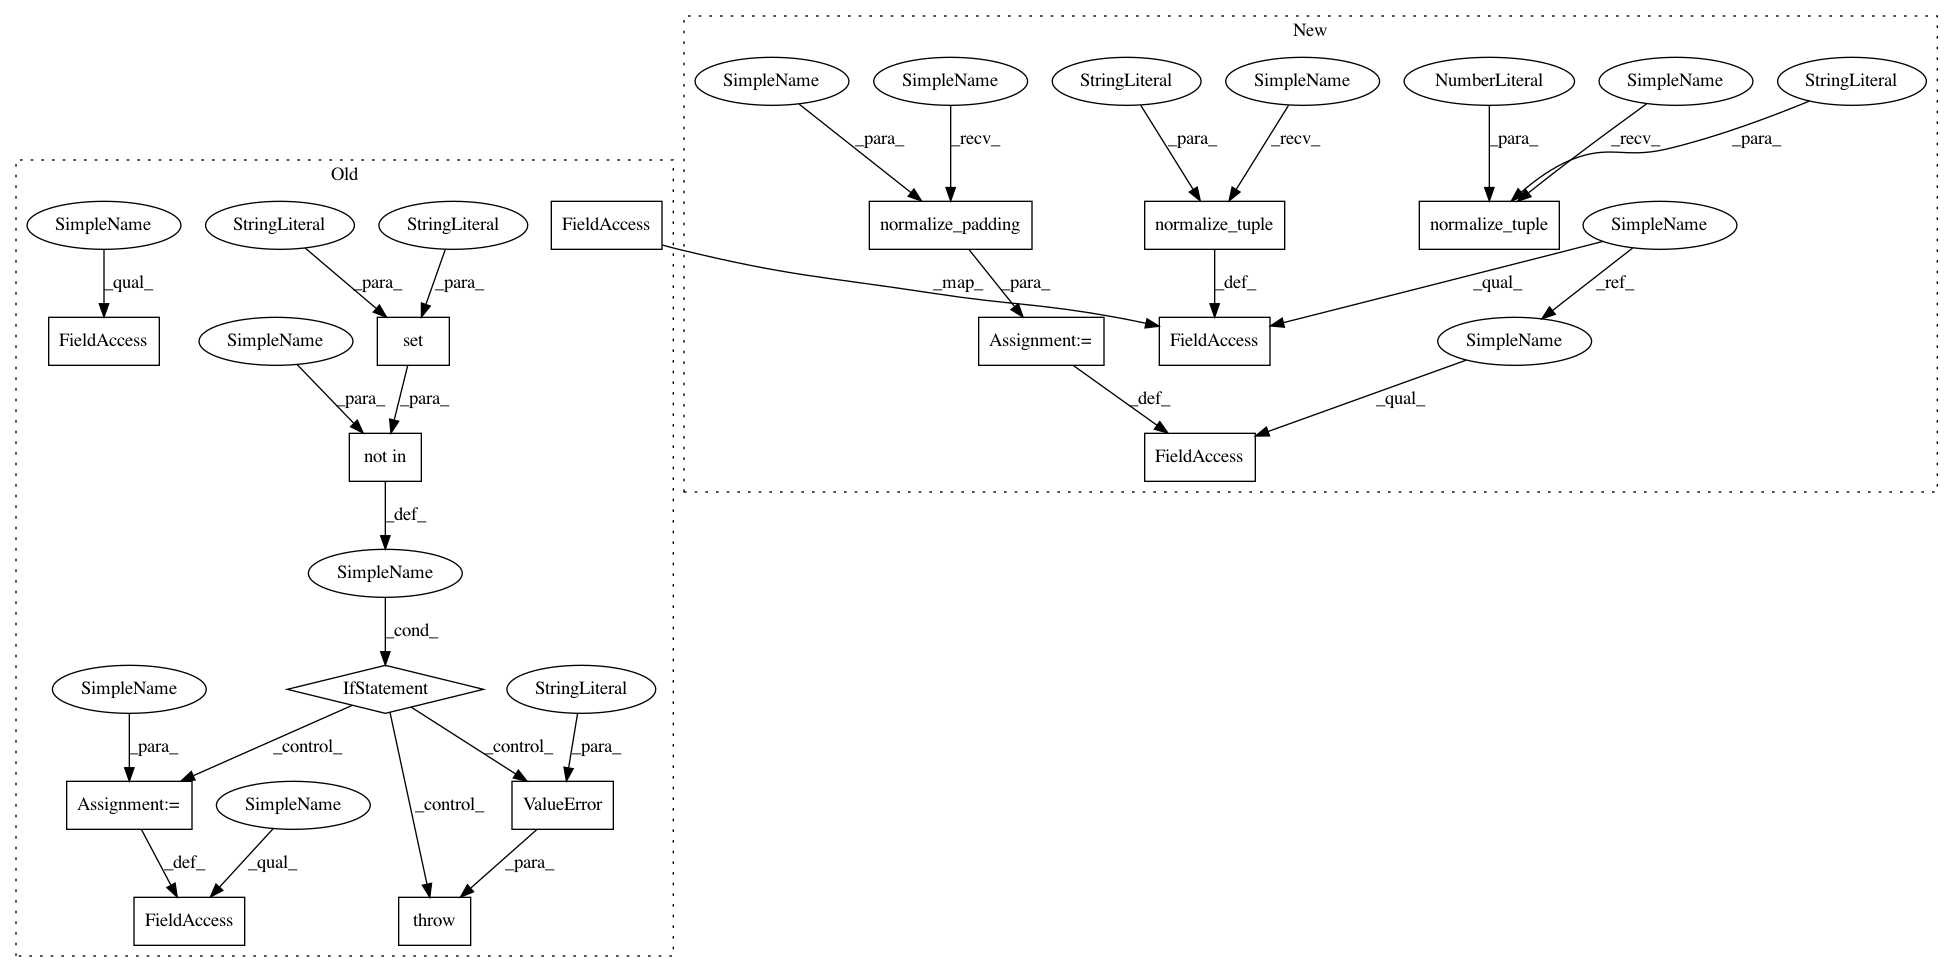 New
SimpleName SimpleName StringLiteral SimpleName NumberLiteral SimpleName StringLiteral
_para_ _recv_ _para_ _recv_ _para_ _recv_ _para_
Old
SimpleName StringLiteral StringLiteral FieldAccess normalize_padding normalize_tuple normalize_tuple SimpleName
_qual_ _para_ _para_ _map_ _para_ _def_ _qual_ _ref_
FieldAccess SimpleName set Assignment:= FieldAccess SimpleName
_para_ _para_ _def_ _qual_
not in FieldAccess
_def_
SimpleName
_cond_
SimpleName IfStatement StringLiteral
_para_ _control_ _control_ _para_
Assignment:= SimpleName _control_ ValueError
_def_ _qual_ _para_
FieldAccess throw